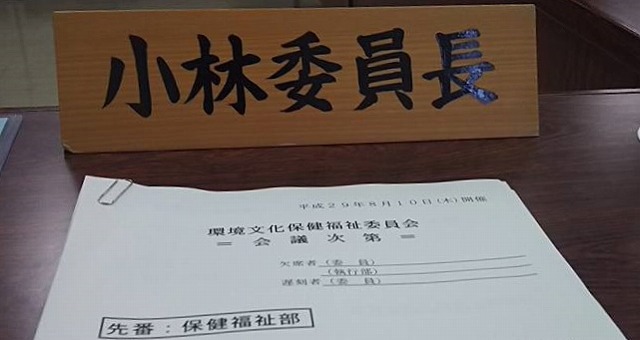 小林委員長
平成２９年８月１０日（木）開催
環境文化保健福祉委員会
＝ 会 議 次 第 ＝
欠席者（委 員）
（執行部）
遅刻者（委 員）
先番：保健福祉部